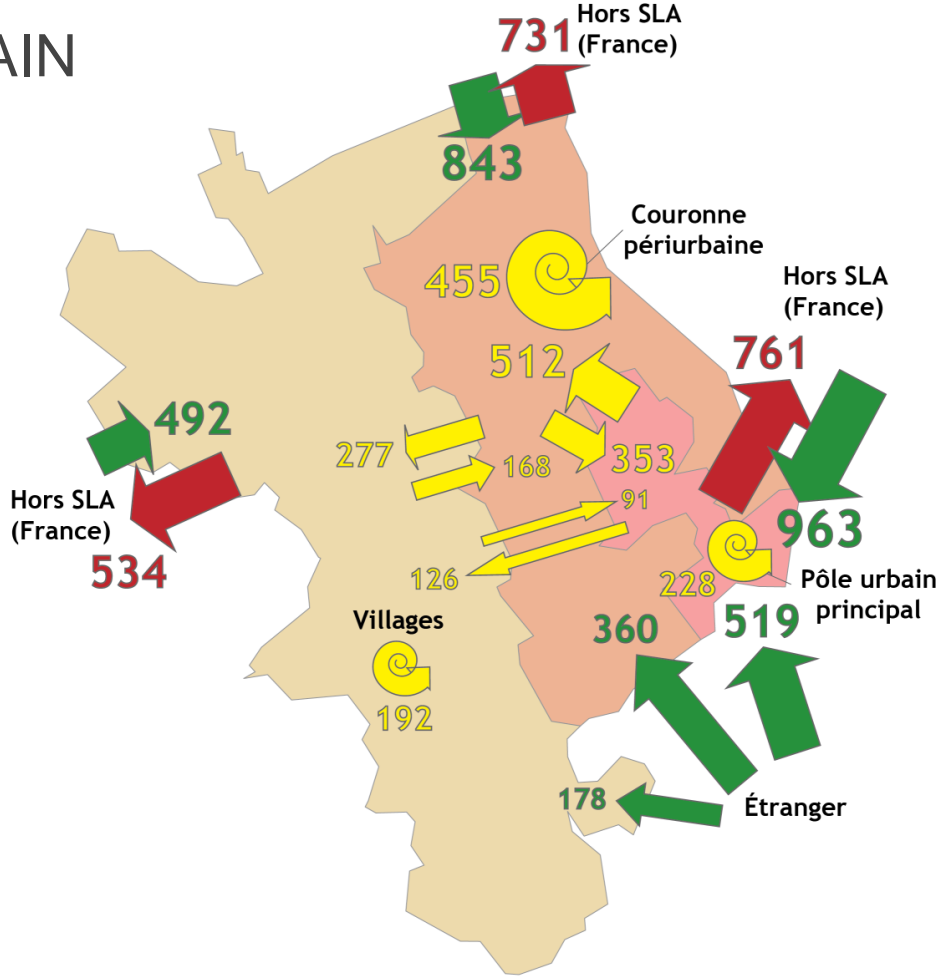 AIN
Hors SLA
(France)
731
843
Couronne
périurbaine
455
Hors SLA
(France)
512
761
492
277
168
353
91
Hors SLA
(France)
534
963
126
228
Pôle urbain
principal
Villages
360
519
192
178
Étranger